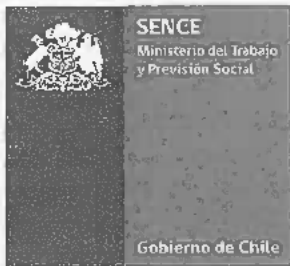 SENCE
Ministerio del Trabajo
y Previsión Social
Gobierno de Chile